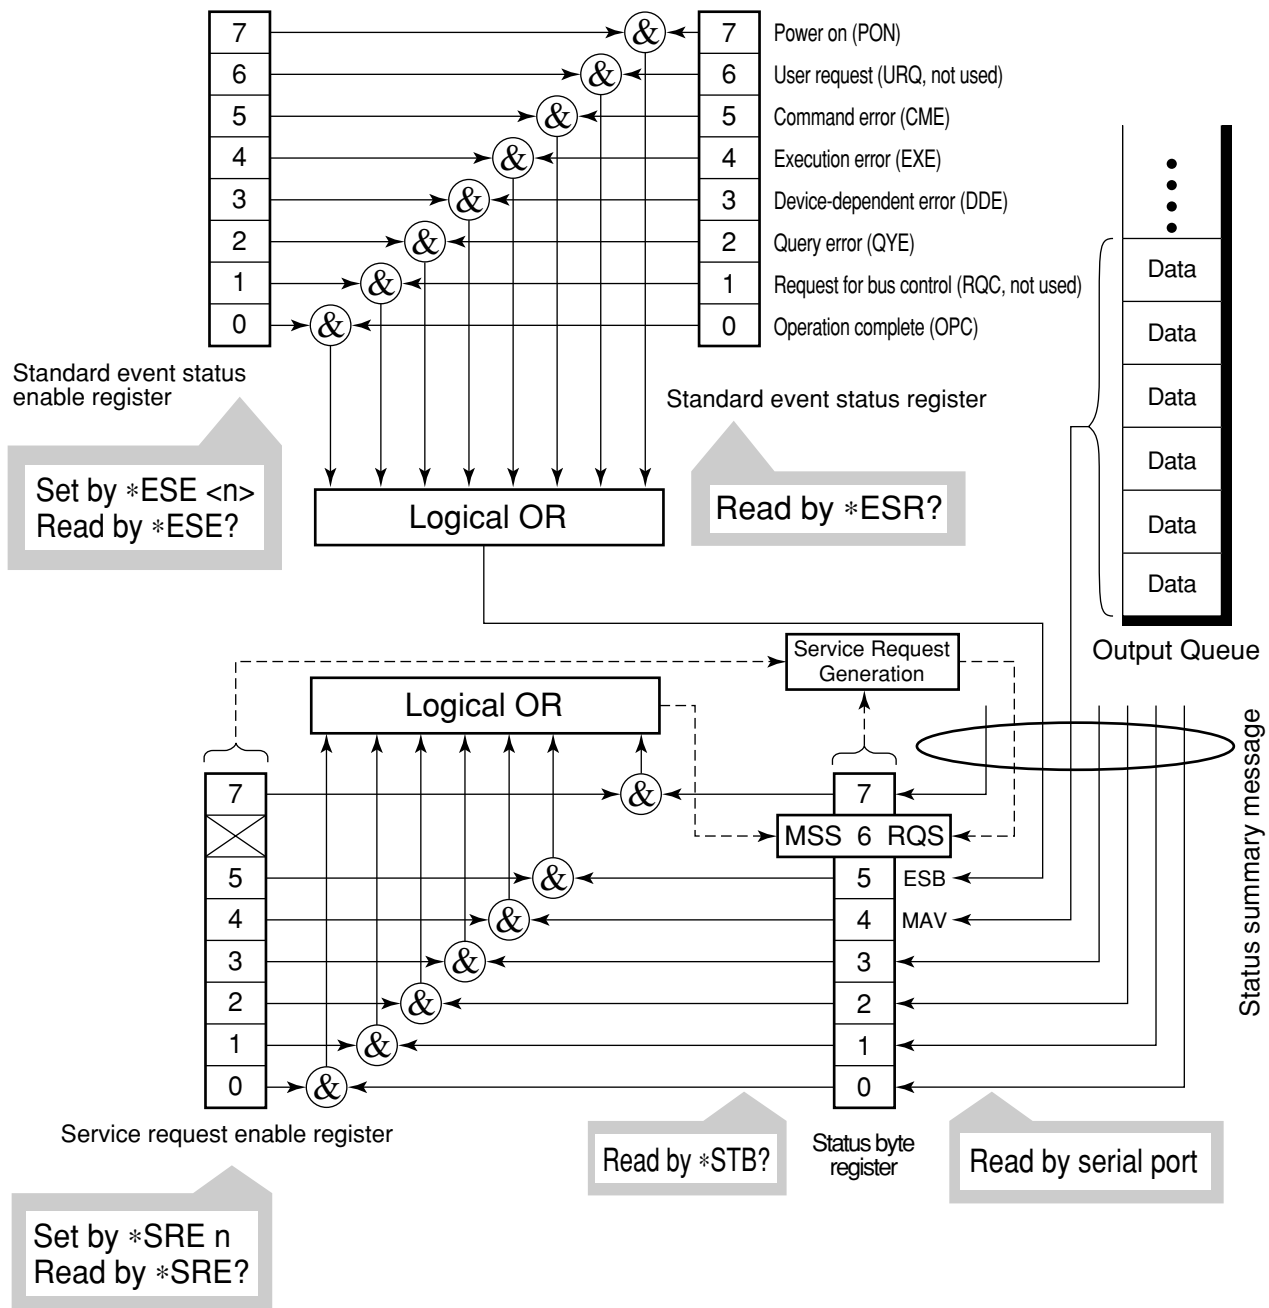 7
7
Power on (PON)
6
6
User request (URQ, not used)
5
5
Command error (CME)
4
4
Execution error (EXE)
3
3
Device-dependent error (DDE)
2
2
Query error (QYE)
1
1
Request for bus control (RQC, not used)
0
0
Operation complete (OPC)
&
&
&
&
&
&
&
&
Standard event status
enable register
Standard event status register
Set by *ESE <n>
Read by *ESE?
Logical OR
Read by *ESR?
Data
Data
Data
Data
Data
Data
Output Queue
Service Request
Generation
Logical OR
Status summary message
7
&
7
MSS 6 RQS
5
&
5
ESB
4
&
4
MAV
3
&
3
2
&
2
1
&
1
0
&
0
Service request enable register
Read by *STB?
Status byte
register
Read by serial port
Set by *SRE n
Read by *SRE?